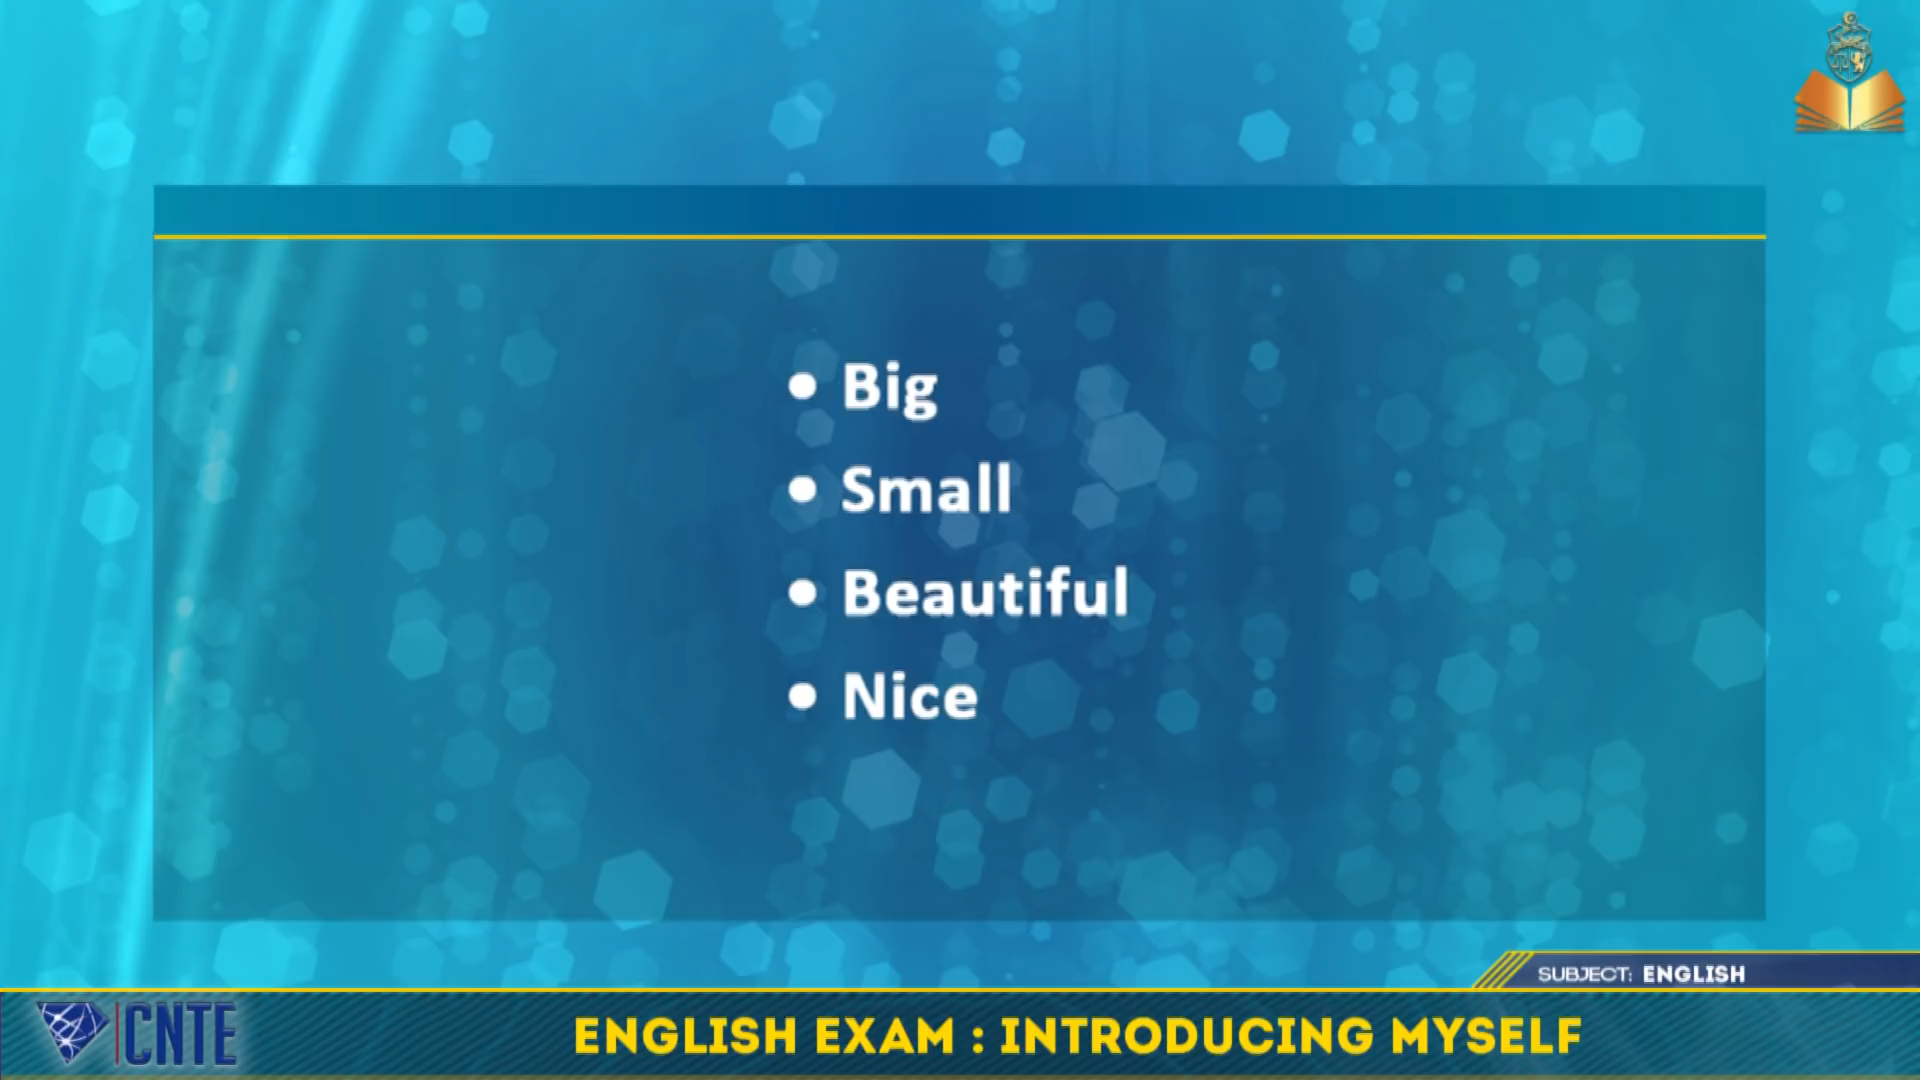 • Big
• Small
• Beautiful
• Nice
SUBJECT: ENGLISH
CNTE
ENGLISH EXAM : INTRODUCING MYSELF